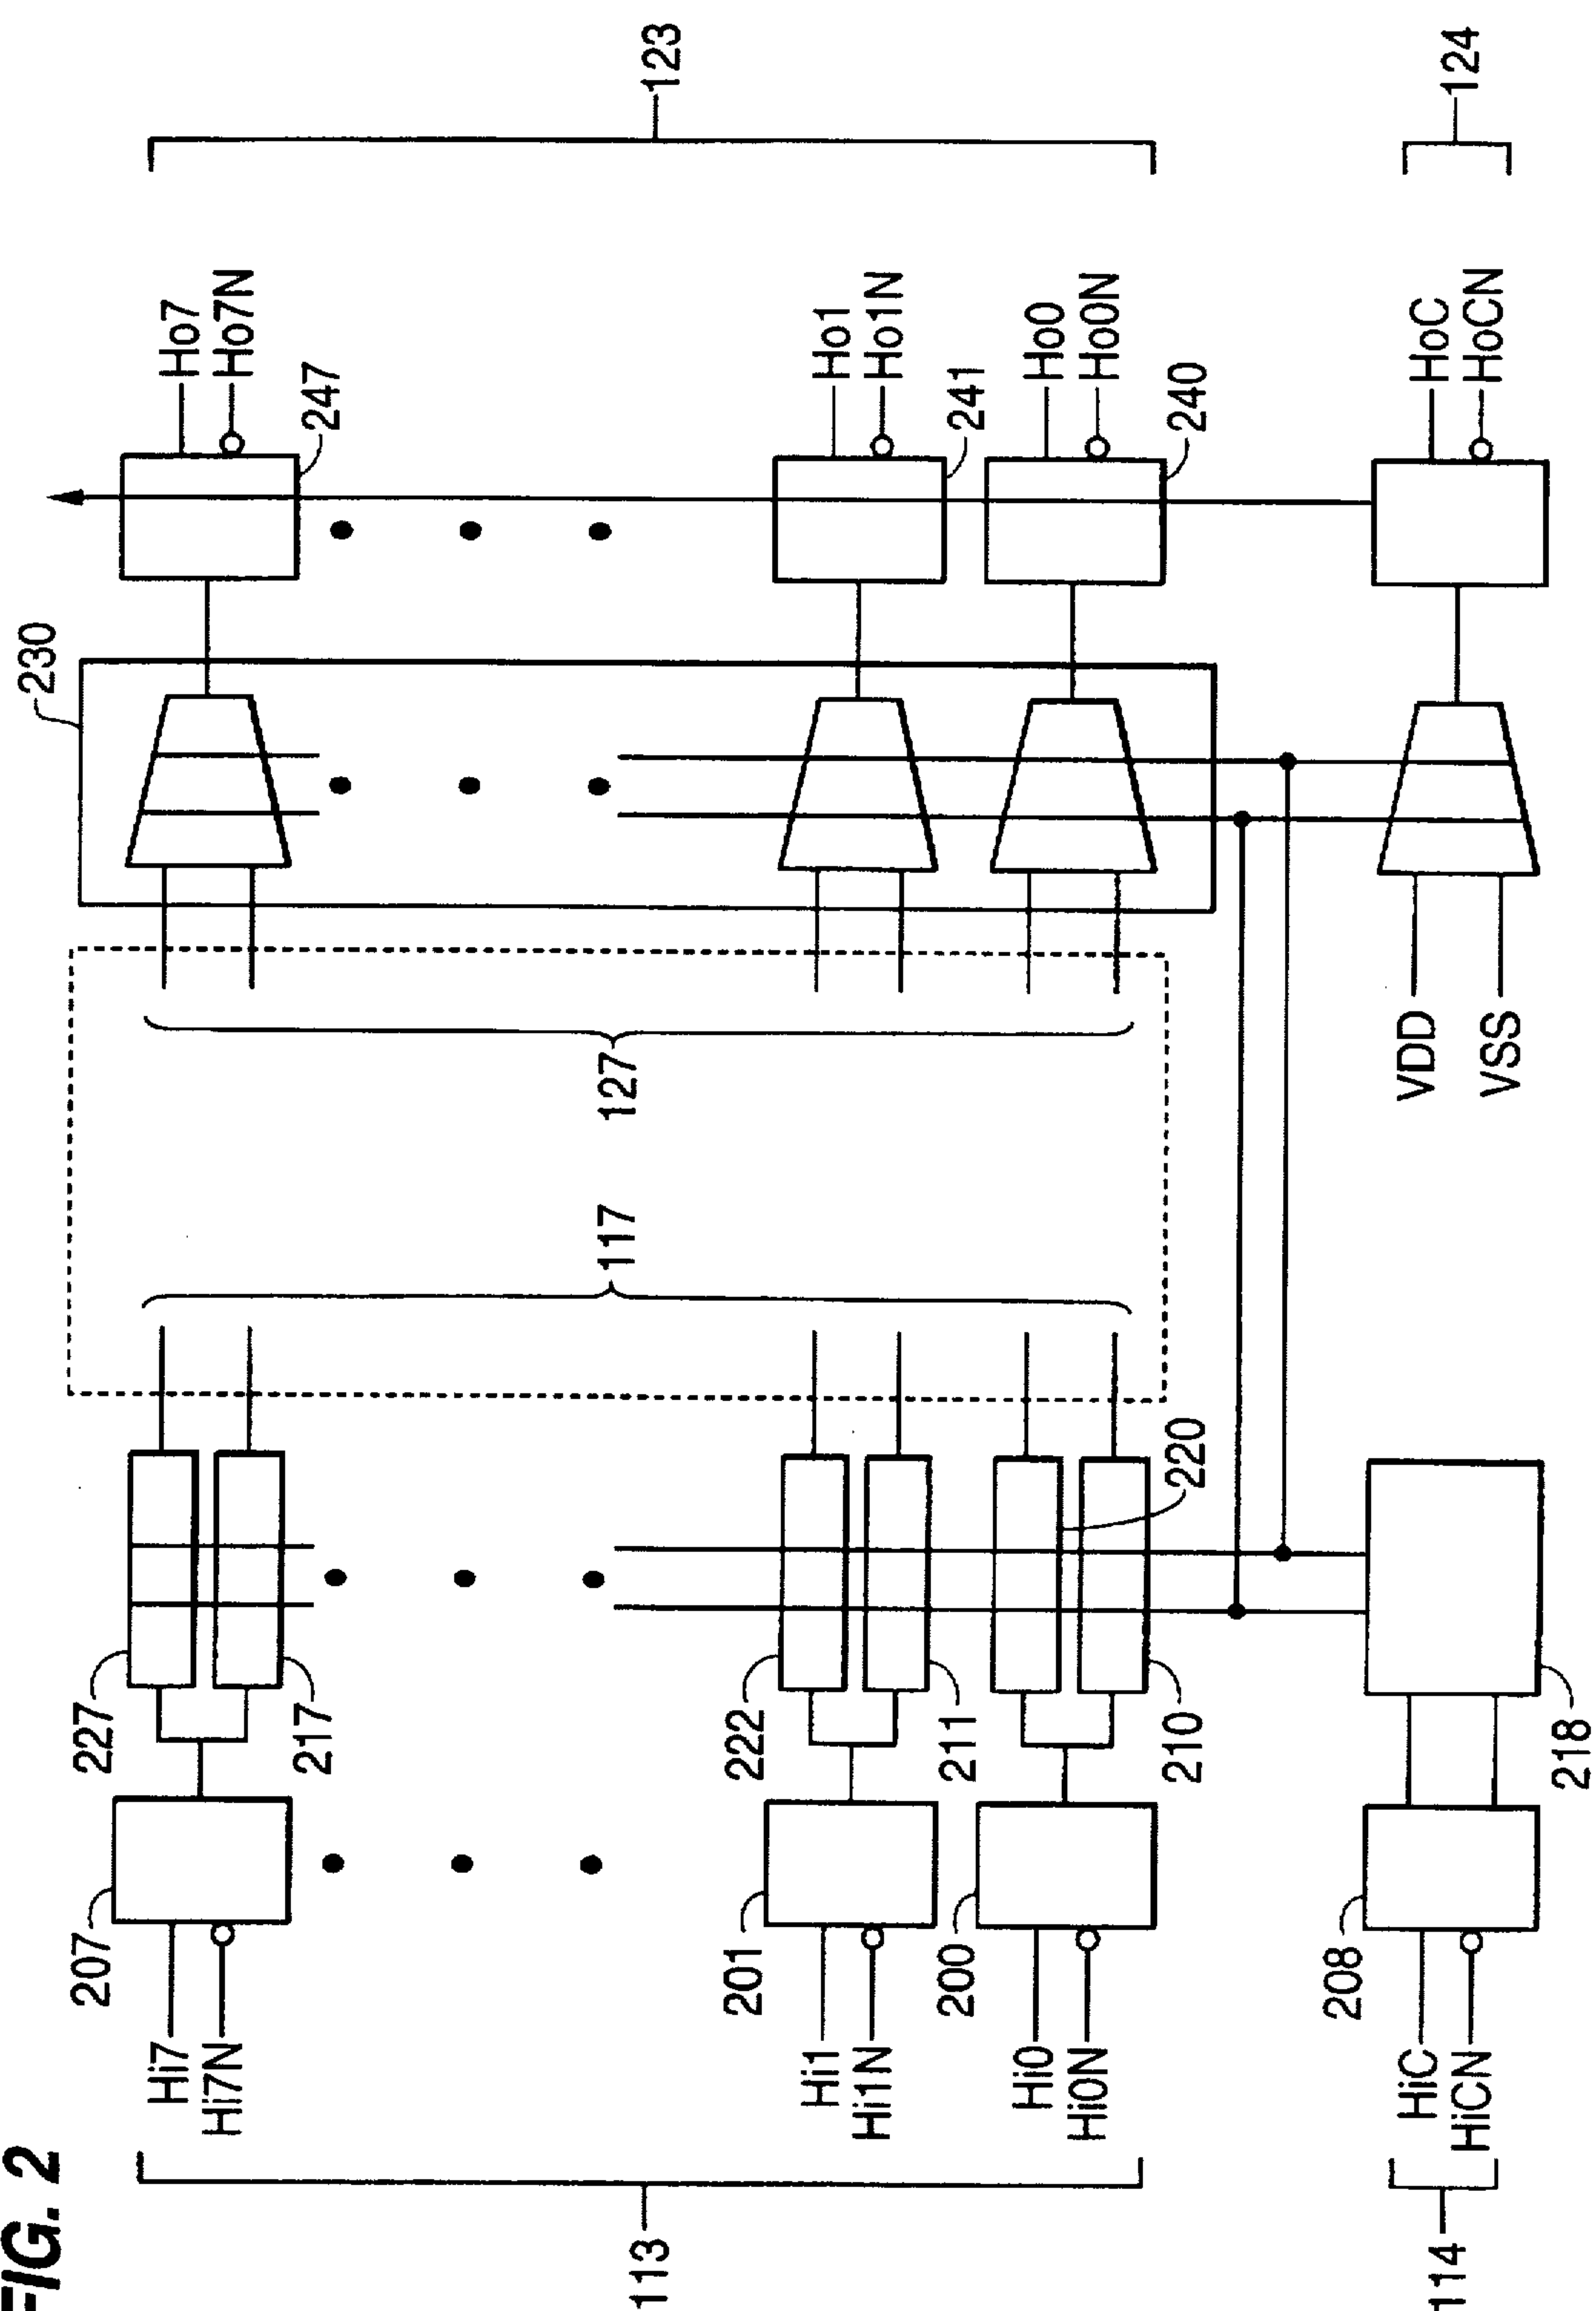 FIG. 2
113
Hi7
Hi7N
207
227
217
117
127
230
247
Ho7
Ho7N
123
Hi1
Hi1N
201
222
211
241
Ho1
Ho1N
Hi0
Hi0N
200
220
210
240
Ho0
Ho0N
114
HiC
HiCN
208
218
VDD
VSS
HoC
HoCN
124